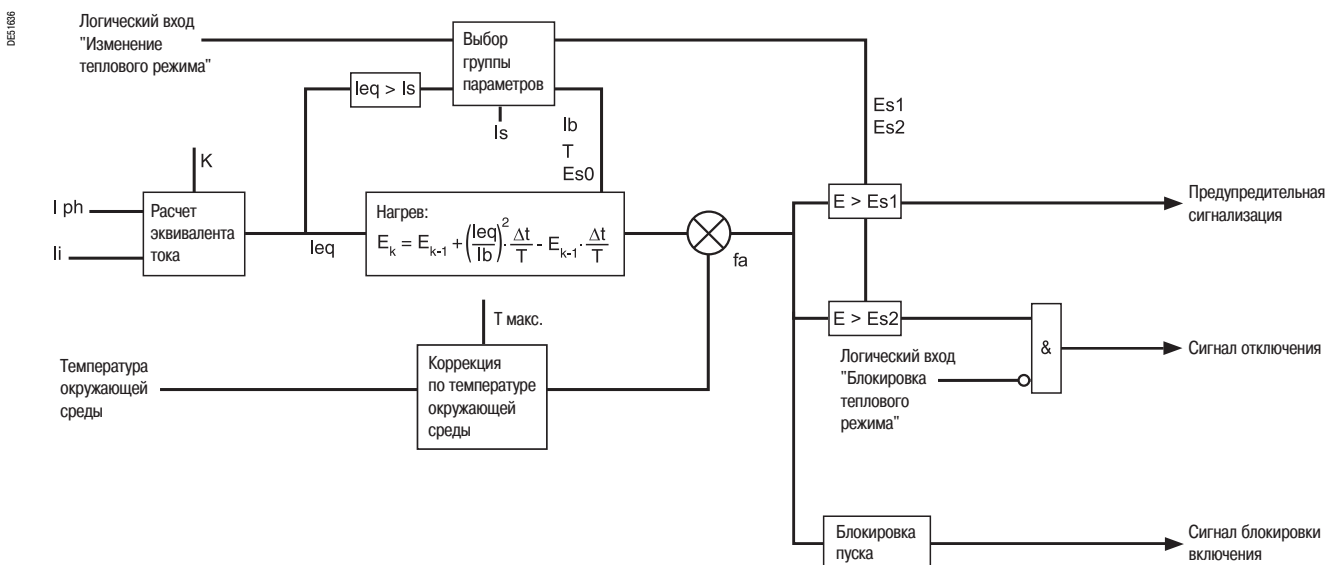 DE51636
Логический вход
"Изменение
теплового режима"
Выбор
группы
параметров
Ieq > Is
Is
Ib
T
Es0
Es1
Es2
K
I ph
Ii
Расчет
эквивалента
тока
Ieq
Нагрев:
E_k = E_{k-1} + (Ieq/Ib)^2 · Δt/T - E_{k-1} · Δt/T
fa
E > Es1
Предупредительная
сигнализация
T макс.
E > Es2
&
Сигнал отключения
Логический вход
"Блокировка
теплового
режима"
Температура
окружающей
среды
Коррекция
по температуре
окружающей
среды
Блокировка
пуска
Сигнал блокировки
включения